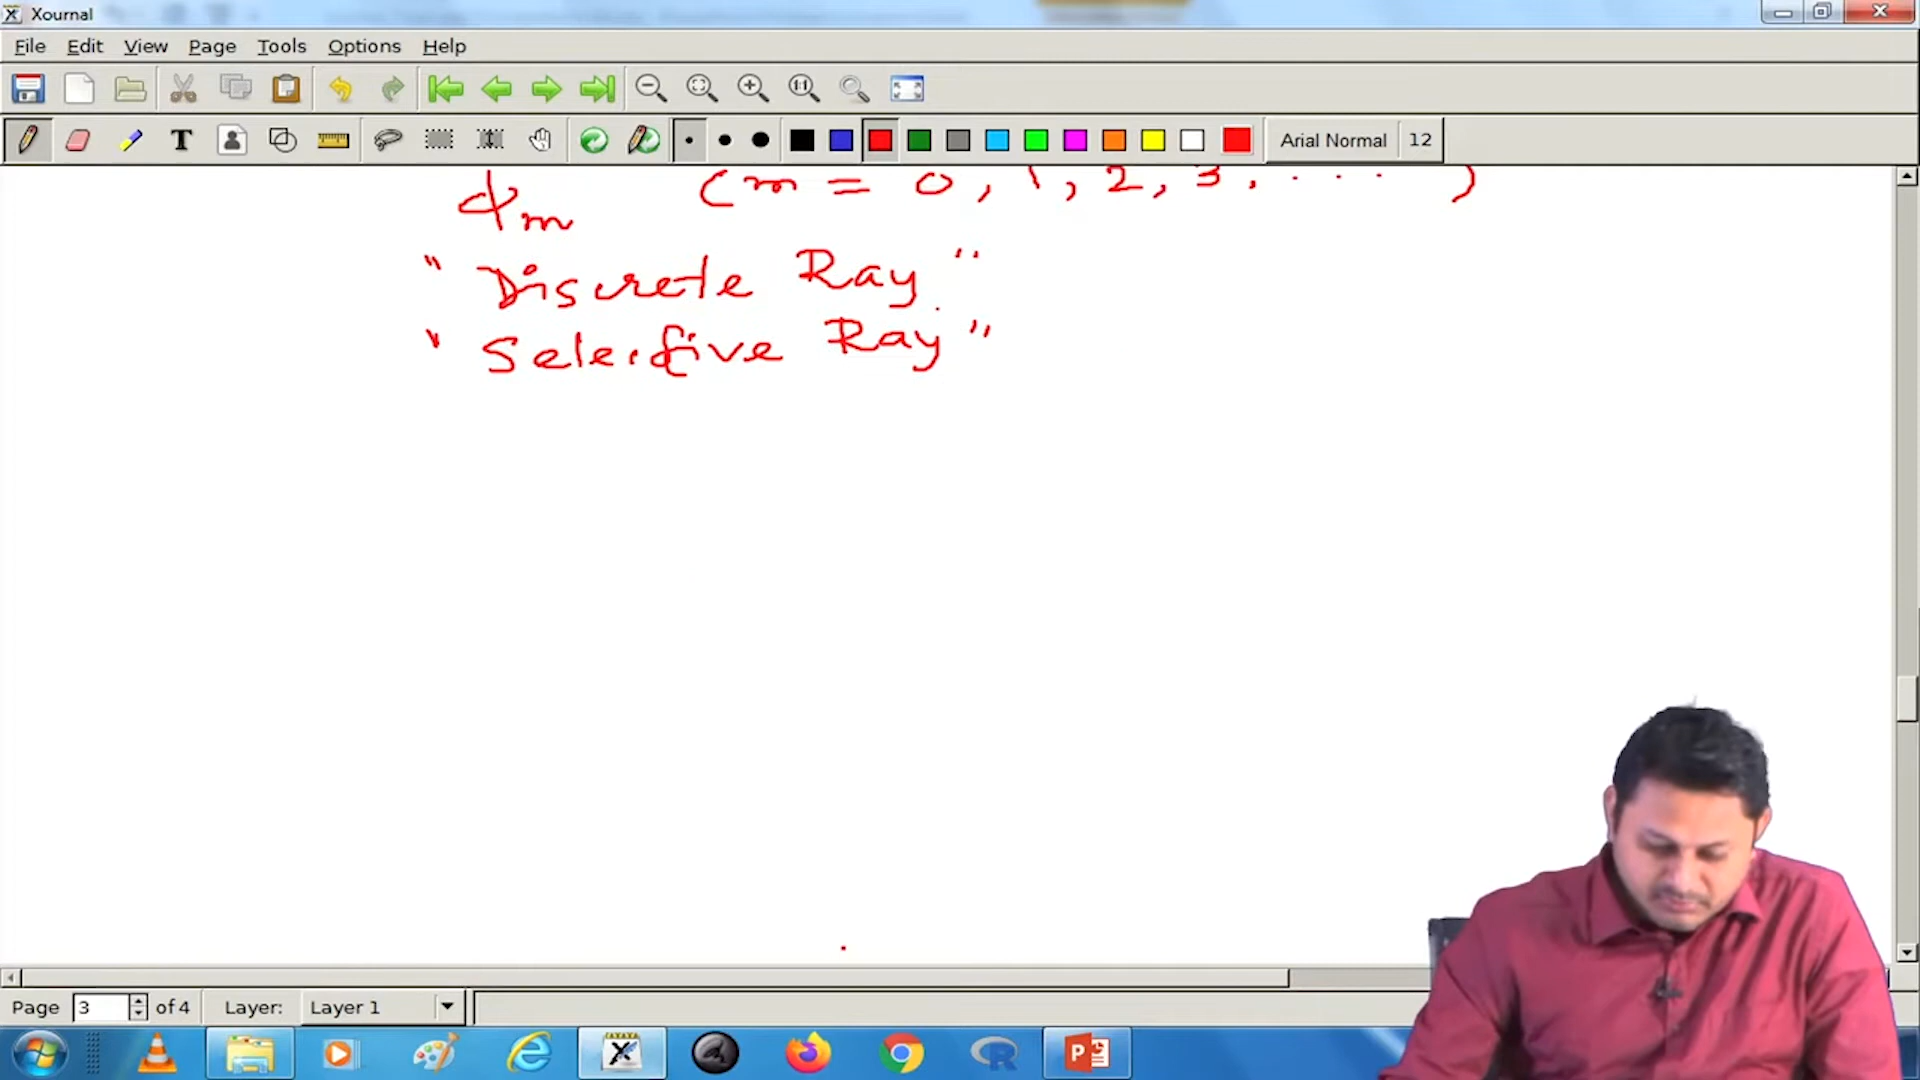 Xournal
File Edit View Page Tools Options Help
T Arial Normal 12
ϕm (m = 0, 1, 2, 3, . . . )
" Discrete Ray "
" Selective Ray "
Page 3 of 4 Layer: Layer 1